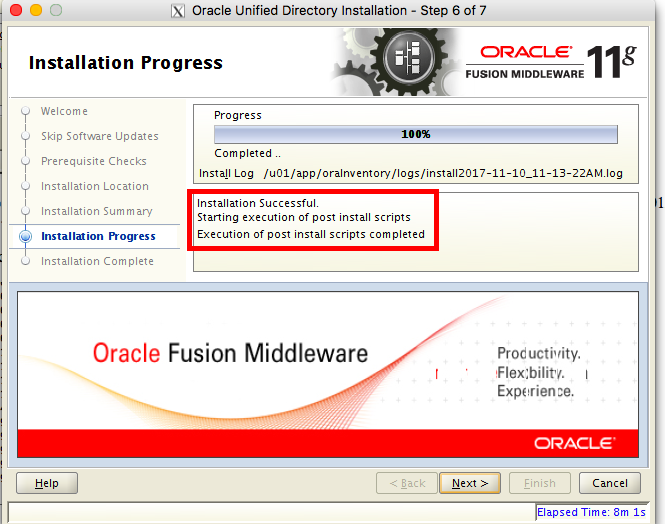 Oracle Unified Directory Installation - Step 6 of 7
Installation Progress
ORACLE
FUSION MIDDLEWARE 11g
Welcome
Skip Software Updates
Prerequisite Checks
Installation Location
Installation Summary
Installation Progress
Installation Complete
Progress
100%
Completed ..
Install Log /u01/app/oraInventory/logs/install2017-11-10_11-13-22AM.log
Installation Successful.
Starting execution of post install scripts
Execution of post install scripts completed
01
Oracle Fusion Middleware
Productivity.
Flexibility.
Experience.
ORACLE
Help
< Back
Next >
Finish
Cancel
Elapsed Time: 8m 1s